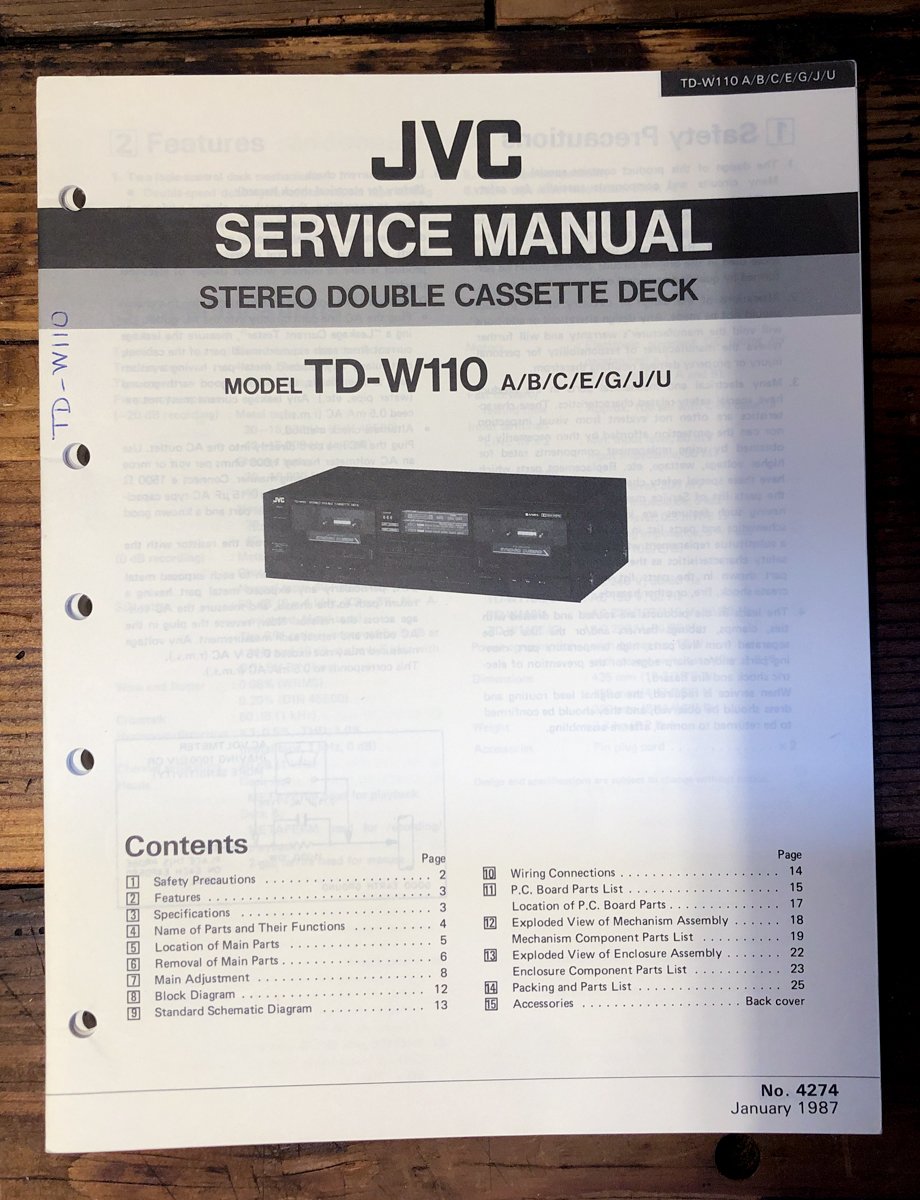 TD-W110 A/B/C/E/G/J/U
JVC
SERVICE MANUAL
STEREO DOUBLE CASSETTE DECK
TD-W110
MODEL TD-W110 A/B/C/E/G/J/U
JVC
Contents
Page
1 Safety Precautions . . . . . . . . . . . . . . . . . . . . 2
2 Features . . . . . . . . . . . . . . . . . . . . . . . . . . . 3
3 Specifications . . . . . . . . . . . . . . . . . . . . . . . 3
4 Name of Parts and Their Functions . . . . . . . . . . 4
5 Location of Main Parts . . . . . . . . . . . . . . . . . 5
6 Removal of Main Parts . . . . . . . . . . . . . . . . . 6
7 Main Adjustment . . . . . . . . . . . . . . . . . . . . . 8
8 Block Diagram . . . . . . . . . . . . . . . . . . . . . . 12
9 Standard Schematic Diagram . . . . . . . . . . . . 13
Page
10 Wiring Connections . . . . . . . . . . . . . . . . . . . 14
11 P.C. Board Parts List . . . . . . . . . . . . . . . . . . 15
Location of P.C. Board Parts . . . . . . . . . . . . . 17
12 Exploded View of Mechanism Assembly . . . . . . 18
Mechanism Component Parts List . . . . . . . . . . 19
13 Exploded View of Enclosure Assembly . . . . . . . 22
Enclosure Component Parts List . . . . . . . . . . . 23
14 Packing and Parts List . . . . . . . . . . . . . . . . . 25
15 Accessories . . . . . . . . . . . . . . . . . . . . Back cover
No. 4274
January 1987